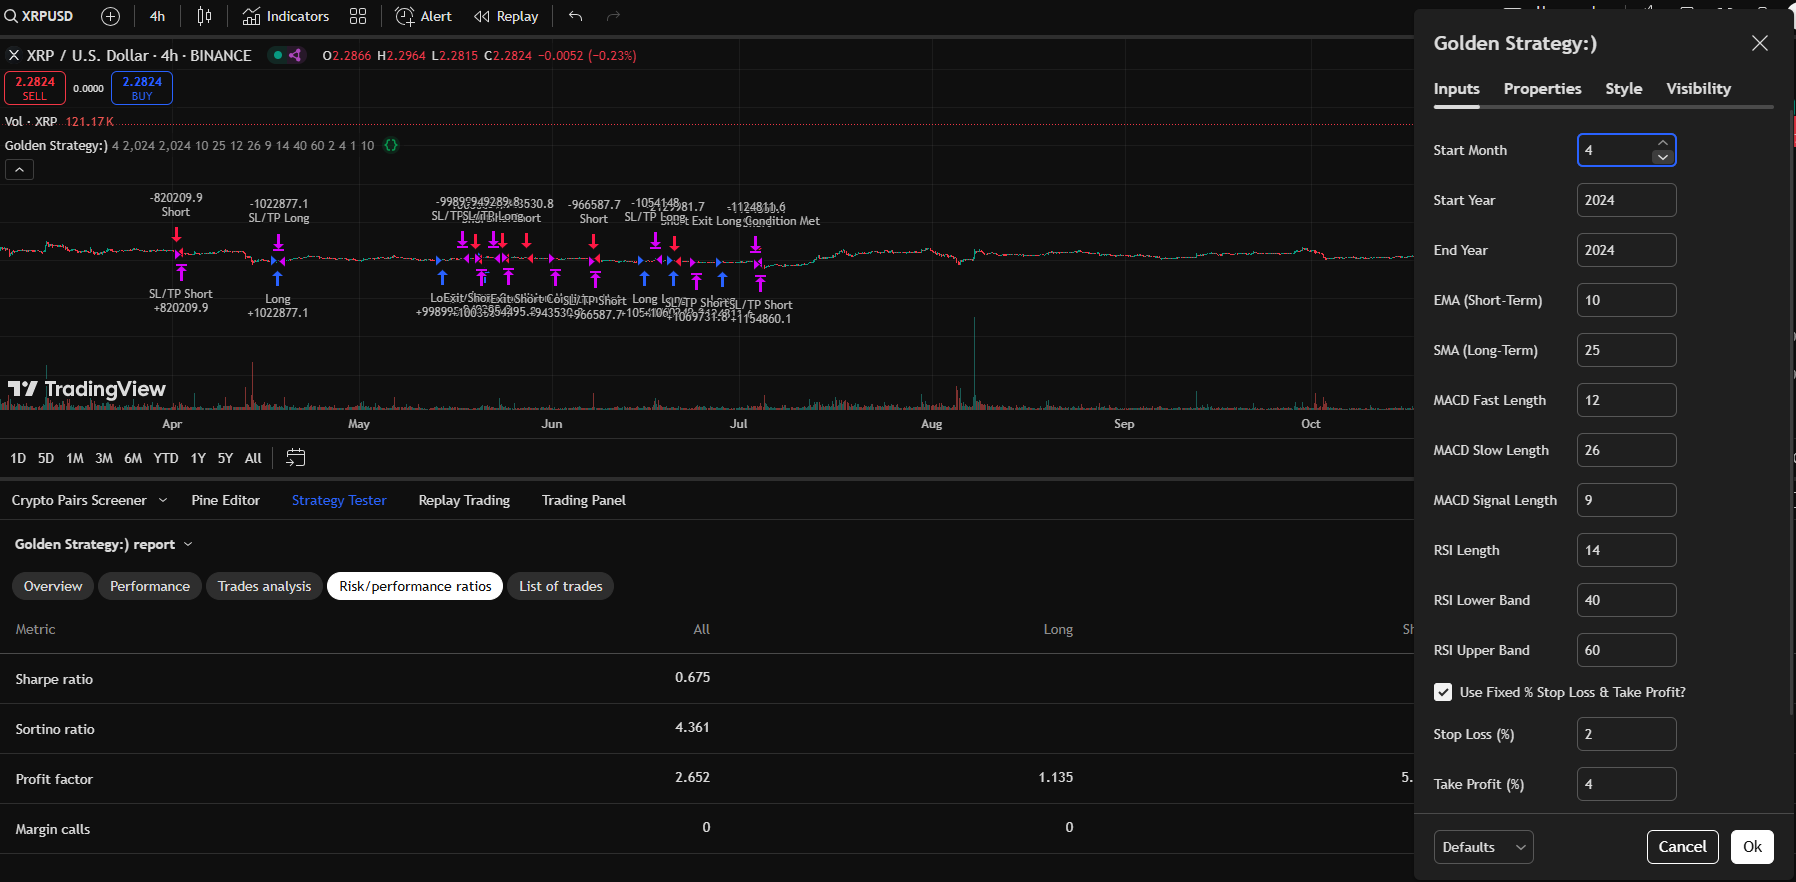 XRPUSD
4h
Indicators
Alert
Replay
XRP / U.S. Dollar · 4h · BINANCE
O2.2866 H2.2964 L2.2815 C2.2824 −0.0052 (−0.23%)
2.2824
SELL
0.0000
2.2824
BUY
Vol · XRP 121.17K
Golden Strategy:) 4 2,024 2,024 10 25 12 26 9 14 40 60 2 4 1 10
-820209.9
Short
-1022877.1
SL/TP Long
-966587.7
Short
-1054148
SL/TP Long
-1124811.6
Short Exit Long Condition Met
SL/TP Short
+820209.9
Long
+1022877.1
SL/TP Short
+966587.7
SL/TP Short
+1154860.1
TradingView
Apr
May
Jun
Jul
Aug
Sep
Oct
1D 5D 1M 3M 6M YTD 1Y 5Y All
Crypto Pairs Screener
Pine Editor
Strategy Tester
Replay Trading
Trading Panel
Golden Strategy:) report
Overview
Performance
Trades analysis
Risk/performance ratios
List of trades
Metric All Long
Sharpe ratio 0.675
Sortino ratio 4.361
Profit factor 2.652 1.135 5.
Margin calls 0 0
Golden Strategy:)
Inputs
Properties
Style
Visibility
Start Month 4
Start Year 2024
End Year 2024
EMA (Short-Term) 10
SMA (Long-Term) 25
MACD Fast Length 12
MACD Slow Length 26
MACD Signal Length 9
RSI Length 14
RSI Lower Band 40
RSI Upper Band 60
Use Fixed % Stop Loss & Take Profit?
Stop Loss (%) 2
Take Profit (%) 4
Defaults
Cancel
Ok